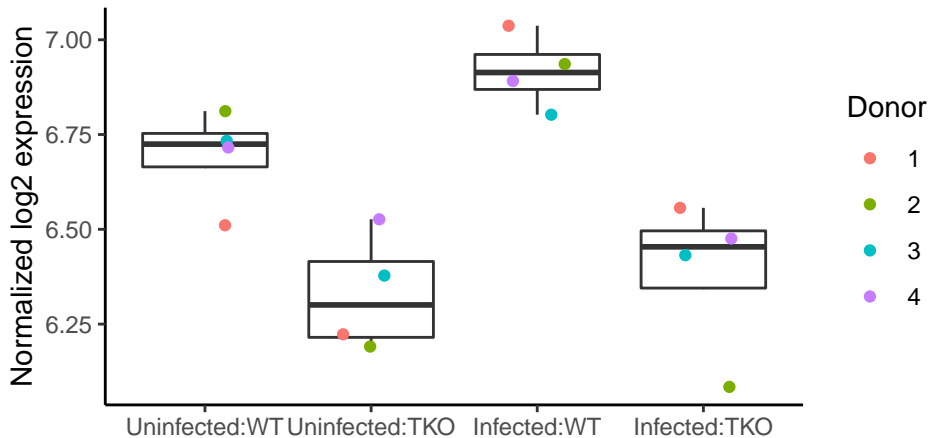 Normalized log2 expression
7.00
6.75
6.50
6.25
Uninfected:WT Uninfected:TKO Infected:WT Infected:TKO
Donor
1
2
3
4